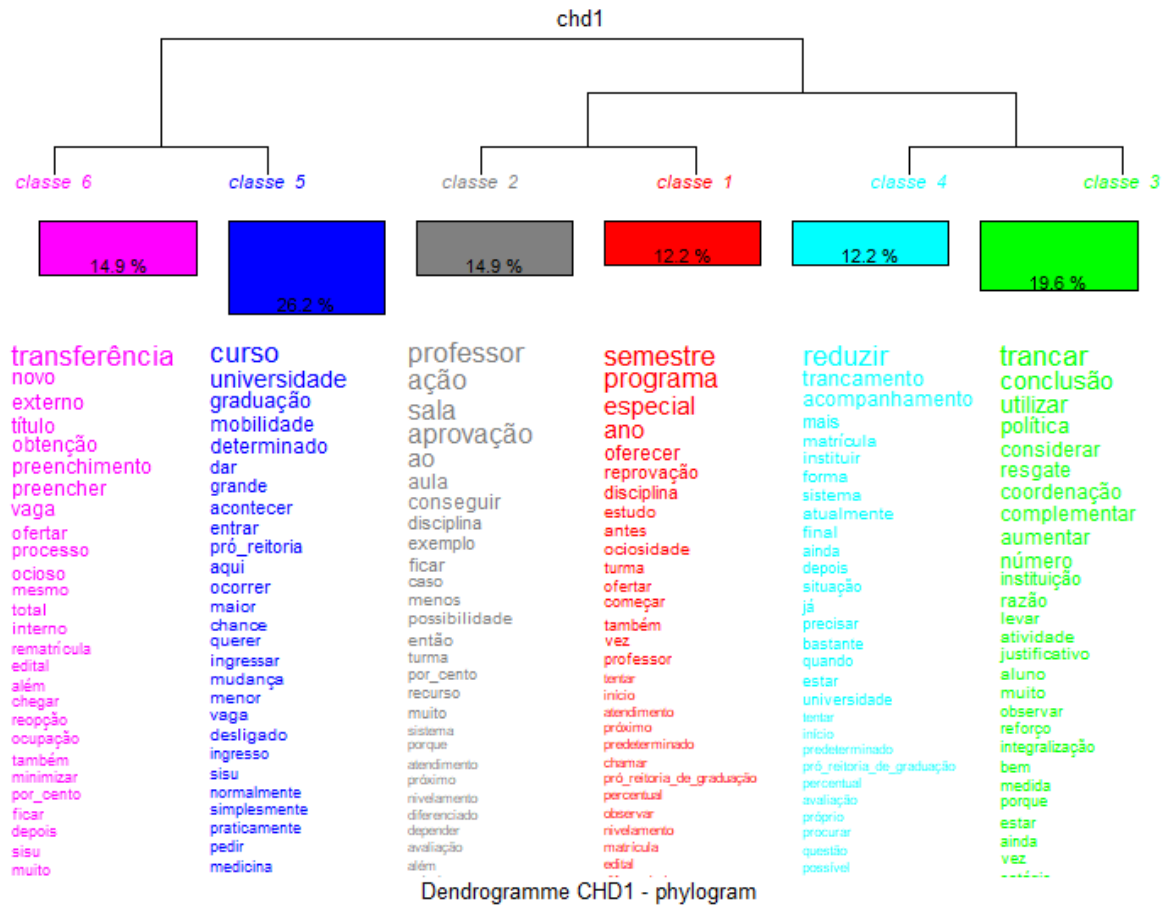 chd1
classe 6
classe 5
classe 2
classe 1
classe 4
classe 3
14.9 %
26.2 %
14.9 %
12.2 %
12.2 %
19.6 %
transferência
novo
externo
título
obtenção
preenchimento
preencher
vaga
ofertar
processo
ocioso
mesmo
total
interno
rematrícula
edital
além
chegar
reopção
ocupação
também
minimizar
por_cento
ficar
depois
sisu
muito
curso
universidade
graduação
mobilidade
determinado
dar
grande
acontecer
entrar
pró_reitoria
aqui
ocorrer
maior
chance
querer
ingressar
mudança
menor
vaga
desligado
ingresso
sisu
normalmente
simplesmente
praticamente
pedir
medicina
professor
ação
sala
aprovação
ao
aula
conseguir
disciplina
exemplo
ficar
caso
menos
possibilidade
então
turma
por_cento
recurso
muito
sistema
porque
atendimento
próximo
nivelamento
diferenciado
depender
avaliação
além
semestre
programa
especial
ano
oferecer
reprovação
disciplina
estudo
antes
ociosidade
turma
ofertar
começar
também
vez
professor
tentar
início
atendimento
próximo
predeterminado
chamar
pró_reitoria_de_graduação
percentual
observar
nivelamento
matrícula
edital
reduzir
trancamento
acompanhamento
mais
matrícula
instituir
forma
sistema
atualmente
final
ainda
depois
situação
já
precisar
bastante
quando
estar
universidade
tentar
início
predeterminado
pró_reitoria_de_graduação
percentual
avaliação
próprio
procurar
questão
possível
trancar
conclusão
utilizar
política
considerar
resgate
coordenação
complementar
aumentar
número
instituição
razão
levar
atividade
justificativo
aluno
muito
observar
reforço
integralização
bem
medida
porque
estar
ainda
vez
Dendrogramme CHD1 - phylogram